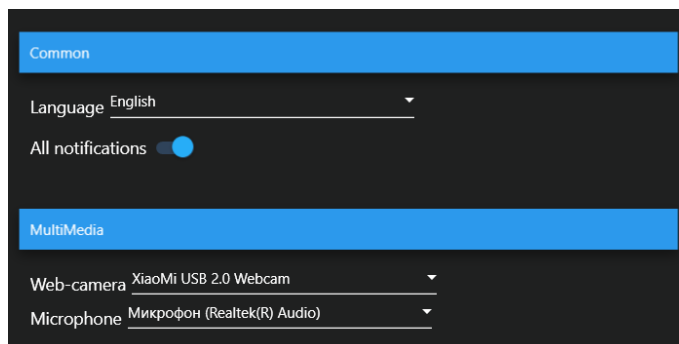 Common
Language English
All notifications
MultiMedia
Web-camera XiaoMi USB 2.0 Webcam
Microphone Микрофон (Realtek(R) Audio)